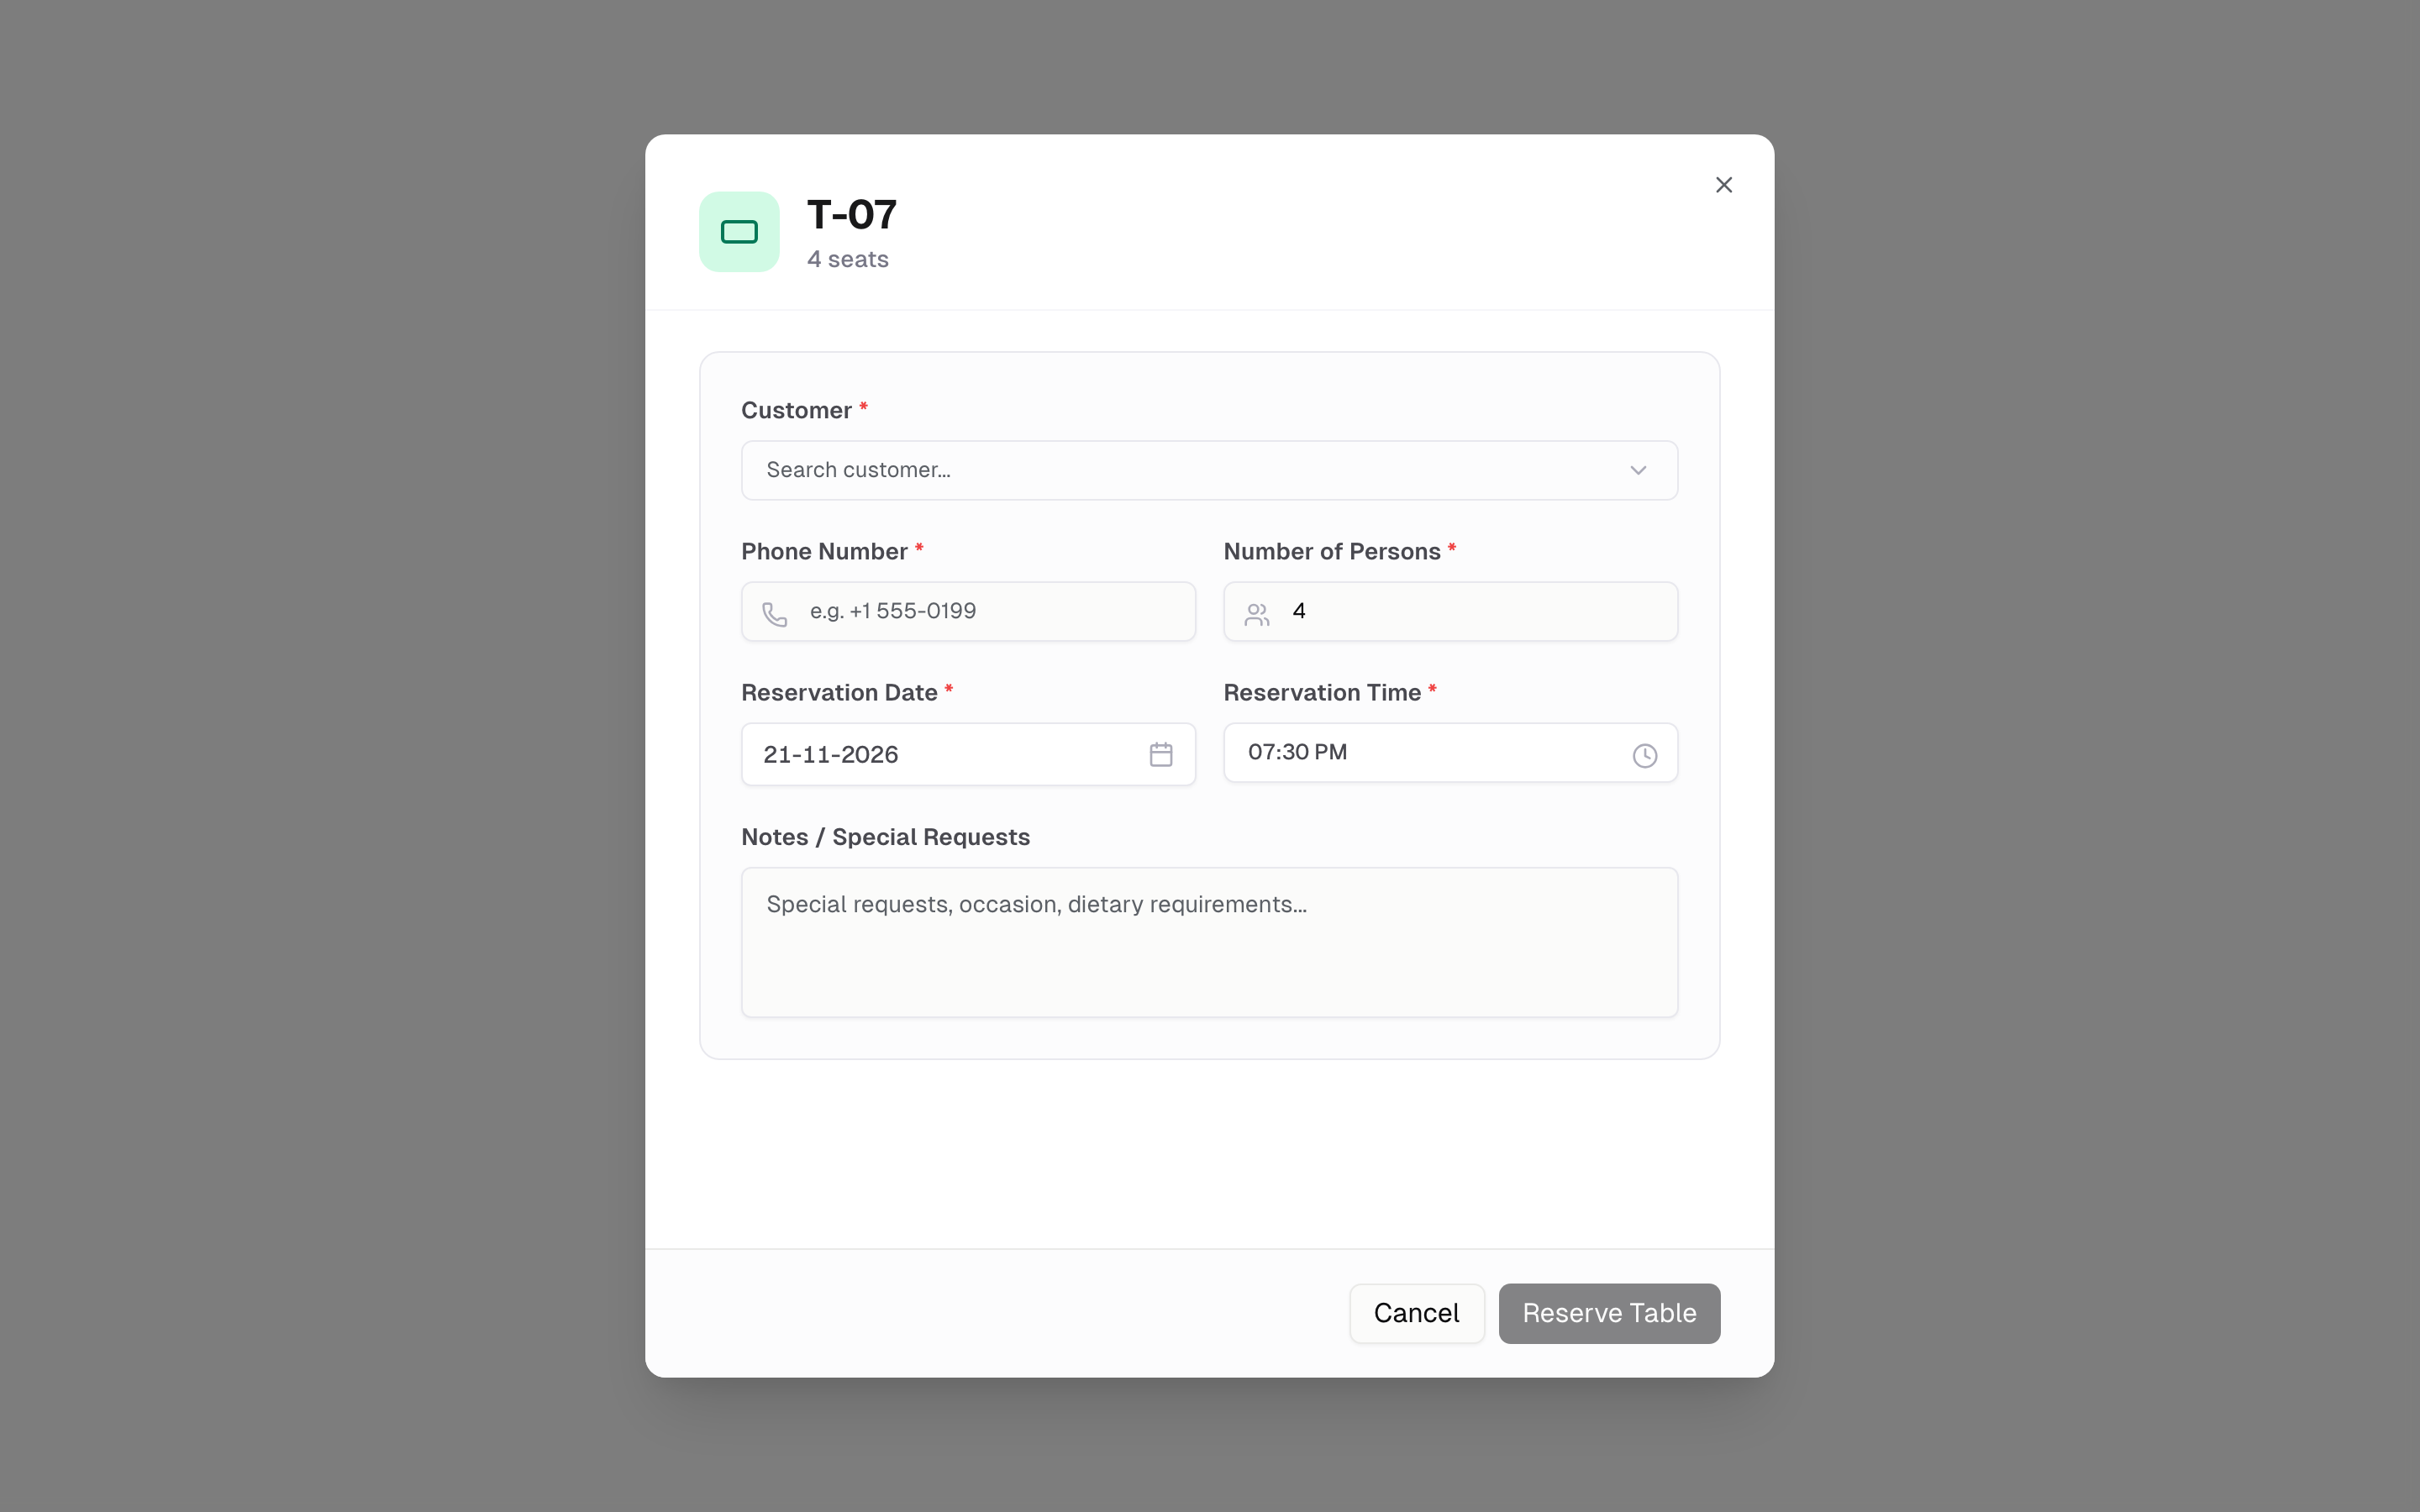 T-07
4 seats
Customer *
Search customer...
Phone Number * Number of Persons *
e.g. +1 555-0199 4
Reservation Date * Reservation Time *
21-11-2026 07:30 PM
Notes / Special Requests
Special requests, occasion, dietary requirements...
Cancel Reserve Table